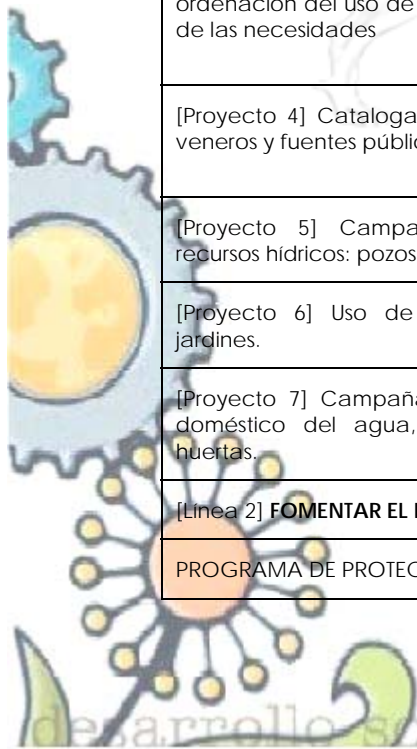 ordenación del uso de
de las necesidades
[Proyecto 4] Cataloga
veneros y fuentes públic
[Proyecto 5] Campa
recursos hídricos: pozos
[Proyecto 6] Uso de
jardines.
[Proyecto 7] Campaña
doméstico del agua,
huertas.
[Línea 2] FOMENTAR EL
PROGRAMA DE PROTEC
desarrollo so